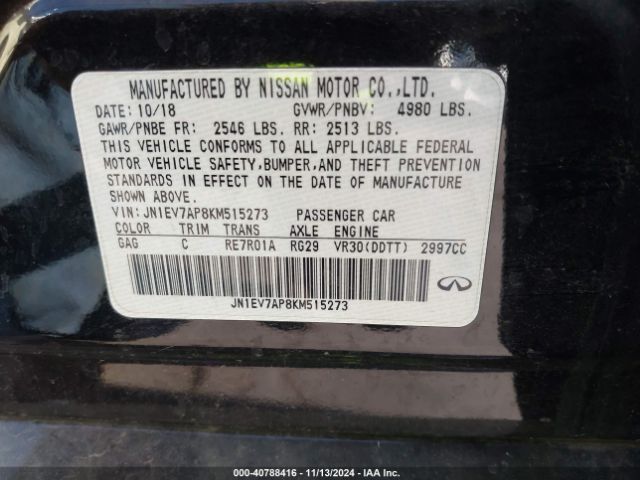 MANUFACTURED BY NISSAN MOTOR CO.,LTD.
DATE: 10/18 GVWR/PNBV: 4980 LBS.
GAWR/PNBE FR: 2546 LBS. RR: 2513 LBS.
THIS VEHICLE CONFORMS TO ALL APPLICABLE FEDERAL
MOTOR VEHICLE SAFETY,BUMPER,AND THEFT PREVENTION
STANDARDS IN EFFECT ON THE DATE OF MANUFACTURE
SHOWN ABOVE.
VIN: JN1EV7AP8KM515273 PASSENGER CAR
COLOR TRIM TRANS AXLE ENGINE
GAG C RE7R01A RG29 VR30(DDTT) 2997CC
JN1EV7AP8KM515273
000-40788416 - 11/13/2024 - IAA Inc.